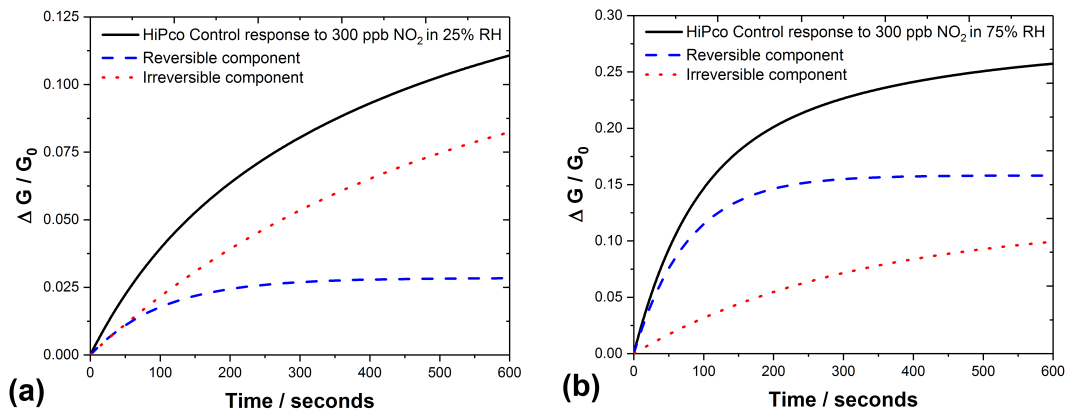 HiPco Control response to 300 ppb NO2 in 25% RH
Reversible component
Irreversible component
0.100
0.075
0.050
0.025
0.000
Δ G / G0
0
100
200
300
400
500
600
Time / seconds
(a)
HiPco Control response to 300 ppb NO2 in 75% RH
Reversible component
Irreversible component
0.30
0.25
0.20
0.15
0.10
0.05
0.00
Δ G / G0
0
100
200
300
400
500
600
Time / seconds
(b)